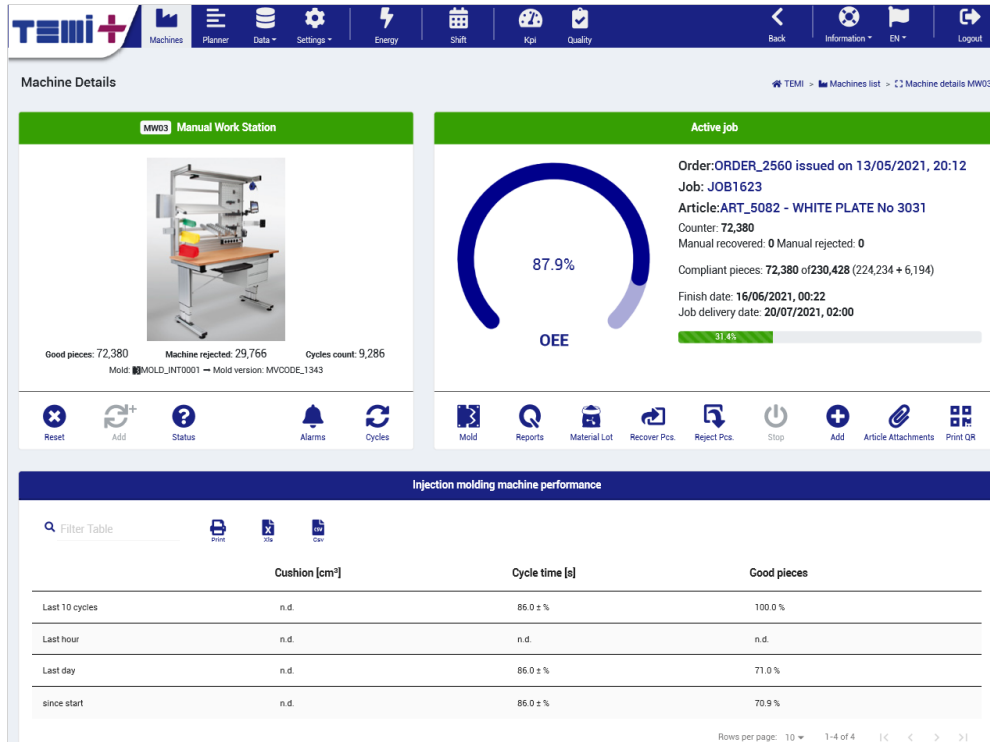 TEMI+
Machines Planner Data Settings Energy Shift Kpi Quality Back Information EN Logout
Machine Details
TEMI > Machines list > Machine details MW03
MW03 Manual Work Station
Active job
87.9%
OEE
Order:ORDER_2560 issued on 13/05/2021, 20:12
Job: JOB1623
Article:ART_5082 - WHITE PLATE No 3031
Counter: 72,380
Manual recovered: 0 Manual rejected: 0
Compliant pieces: 72,380 of230,428 (224,234 + 6,194)
Finish date: 16/06/2021, 00:22
Job delivery date: 20/07/2021, 02:00
31.4%
Good pieces: 72,380 Machine rejected: 29,766 Cycles count: 9,286
Mold: MOLD_INT0001 → Mold version: MVCODE_1343
Reset Add Status Alarms Cycles
Mold Reports Material Lot Recover Pcs. Reject Pcs. Stop Add Article Attachments Print QR
Injection molding machine performance
Filter Table Print Xls Csv
Cushion [cm³] Cycle time [s] Good pieces
Last 10 cycles n.d. 86.0 ± % 100.0 %
Last hour n.d. n.d. n.d.
Last day n.d. 86.0 ± % 71.0 %
since start n.d. 86.0 ± % 70.9 %
Rows per page: 10 1-4 of 4